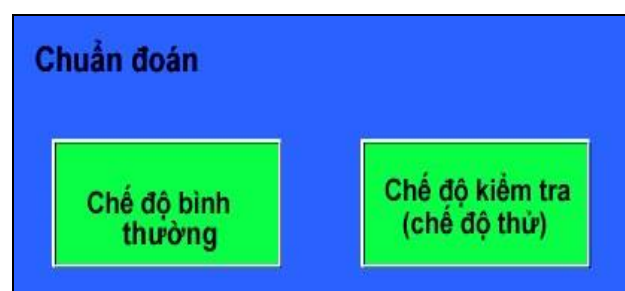 Chuẩn đoán
Chế độ bình
thường
Chế độ kiểm tra
(chế độ thử)